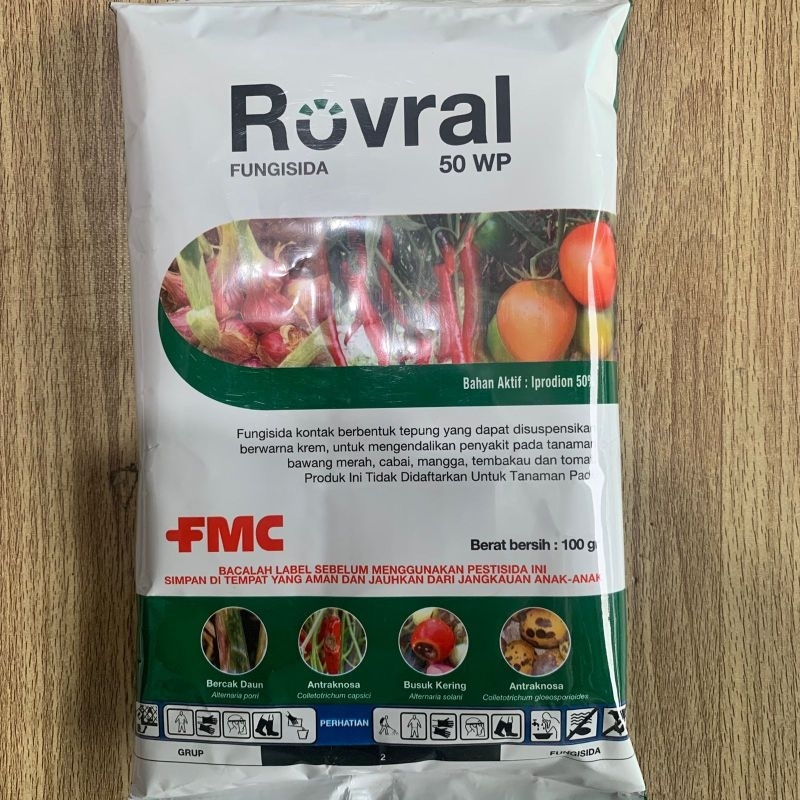 Rovral
FUNGISIDA
50 WP
Bahan Aktif : Iprodion 50%
Fungisida kontak berbentuk tepung yang dapat disuspensikan
berwarna krem, untuk mengendalikan penyakit pada tanaman
bawang merah, cabai, mangga, tembakau dan tomat
Produk Ini Tidak Didaftarkan Untuk Tanaman Padi
FMC
Berat bersih : 100 gr
BACALAH LABEL SEBELUM MENGGUNAKAN PESTISIDA INI
SIMPAN DI TEMPAT YANG AMAN DAN JAUHKAN DARI JANGKAUAN ANAK-ANAK
Bercak Daun
Alternaria porri
Antraknosa
Colletotrichum capsici
Busuk Kering
Alternaria solani
Antraknosa
Colletotrichum gloeosporioides
PERHATIAN
GRUP
2
FUNGISIDA